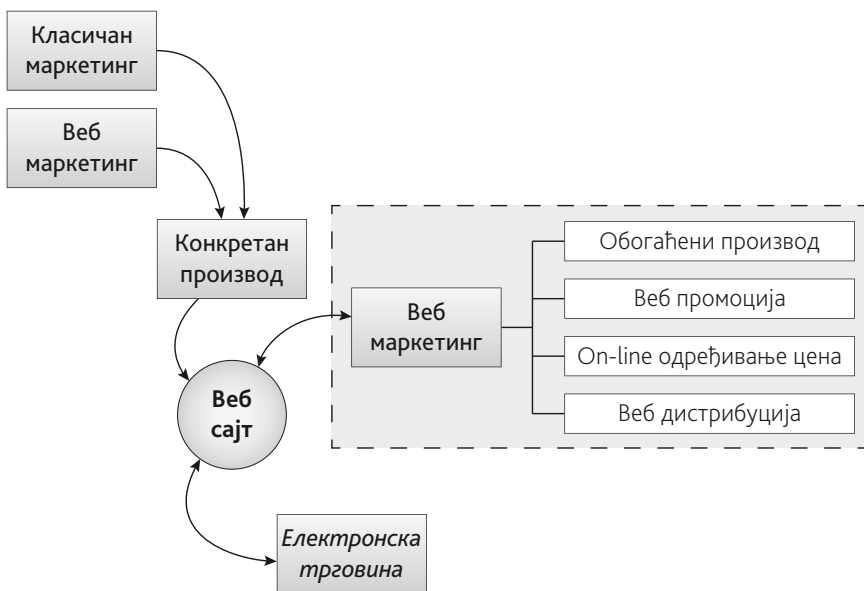 Класичан
маркетинг
Веб
маркетинг
Конкретан
производ
Веб
сајт
Електронска
трговина
Веб
маркетинг
Обогаћени производ
Веб промоција
On-line одређивање цена
Веб дистрибуција